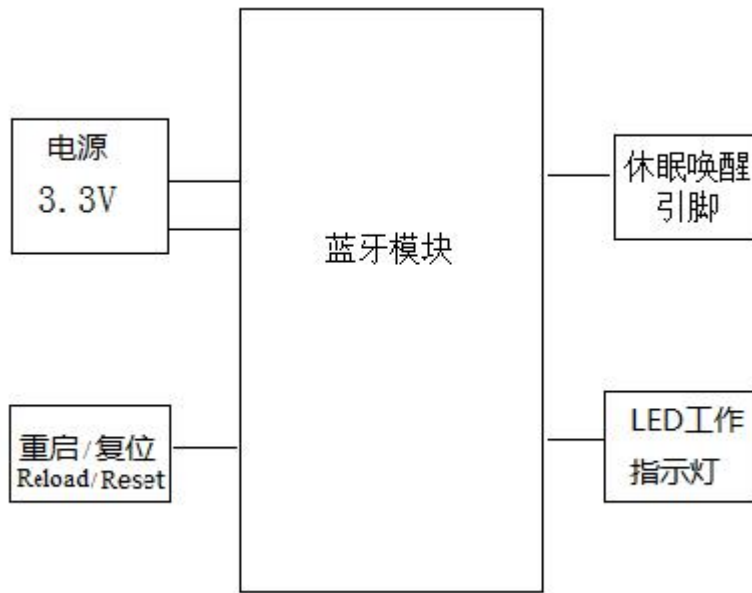 电源
3.3V
重启/复位
Reload/Reset
蓝牙模块
休眠唤醒
引脚
LED工作
指示灯